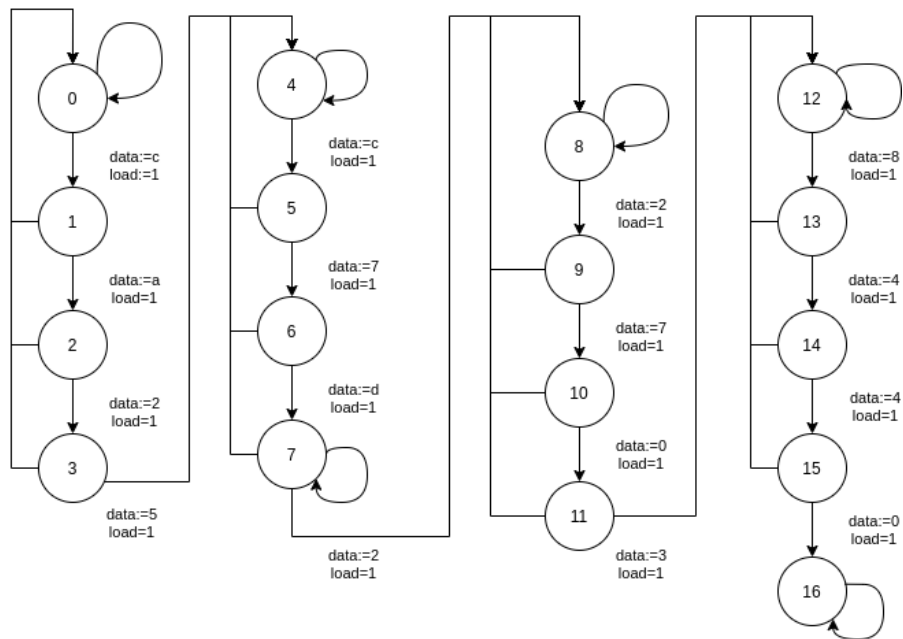 0
data:=c
load:=1
1
data:=a
load=1
2
data:=2
load=1
3
data:=5
load=1
4
data:=c
load=1
5
data:=7
load=1
6
data:=d
load=1
7
data:=2
load=1
8
data:=2
load=1
9
data:=7
load=1
10
data:=0
load=1
11
data:=3
load=1
12
data:=8
load=1
13
data:=4
load=1
14
data:=4
load=1
15
data:=0
load=1
16